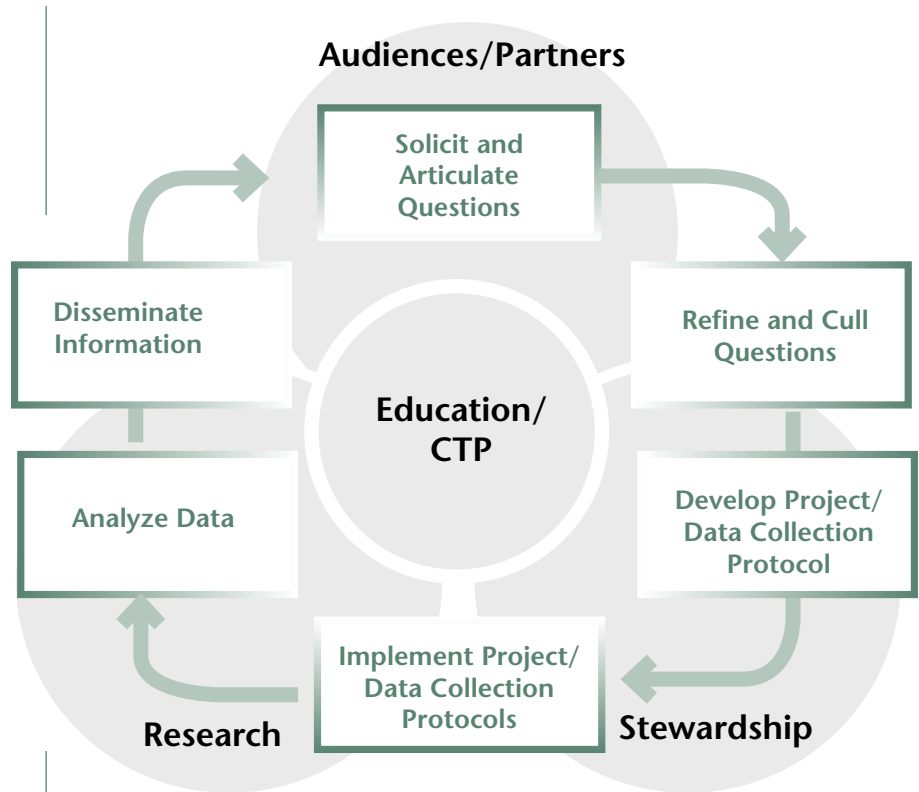 Audiences/Partners
Solicit and
Articulate
Questions
Refine and Cull
Questions
Develop Project/
Data Collection
Protocol
Implement Project/
Data Collection
Protocols
Analyze Data
Disseminate
Information
Education/
CTP
Research
Stewardship